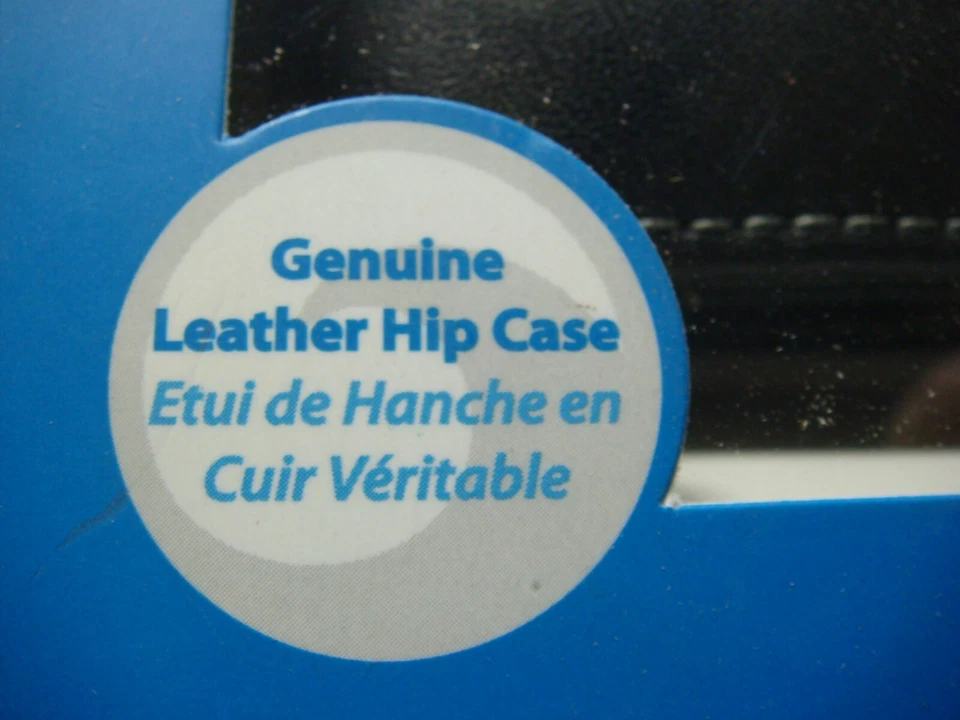 Genuine
Leather Hip Case
Etui de Hanche en
Cuir Véritable